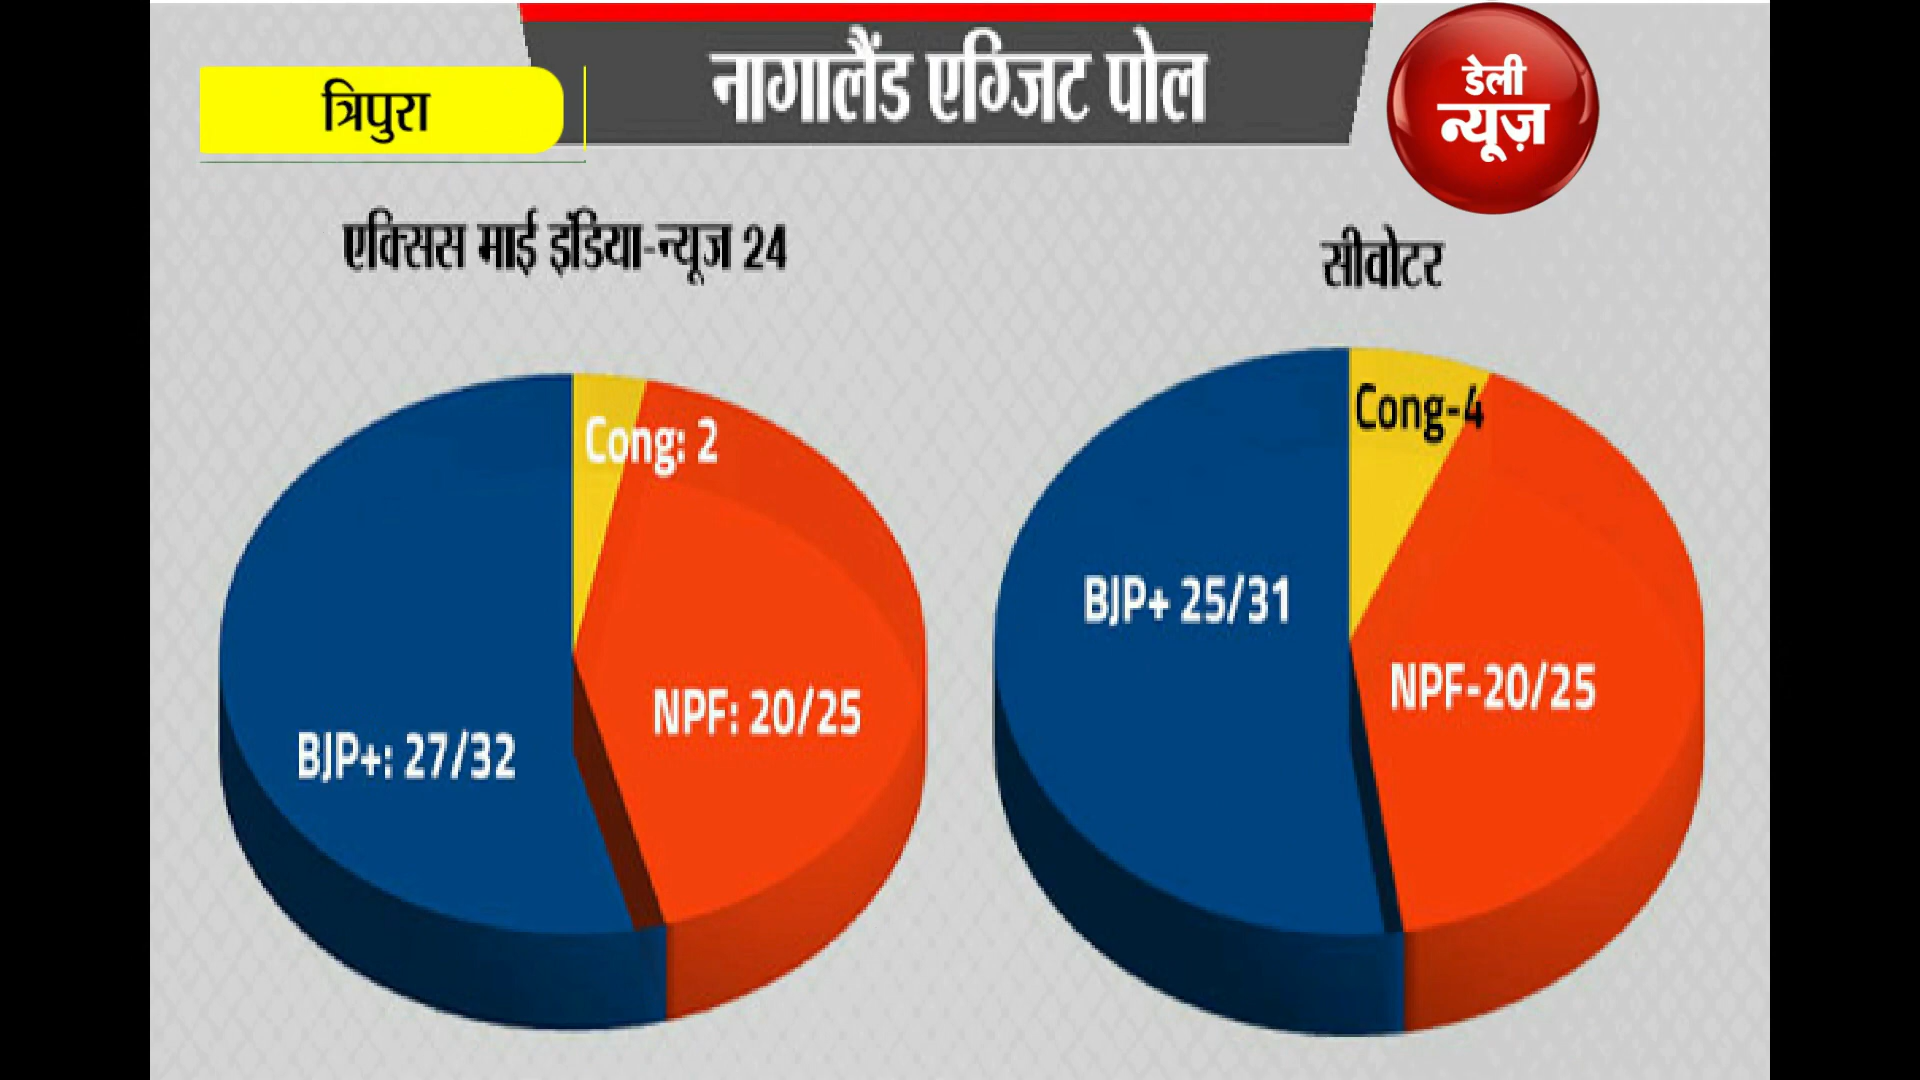 नागालैंड एग्जिट पोल
त्रिपुरा
डेली
न्यूज़
एक्सिस माई इंडिया-न्यूज 24
सीवोटर
Cong: 2
NPF: 20/25
BJP+: 27/32
Cong-4
BJP+ 25/31
NPF-20/25